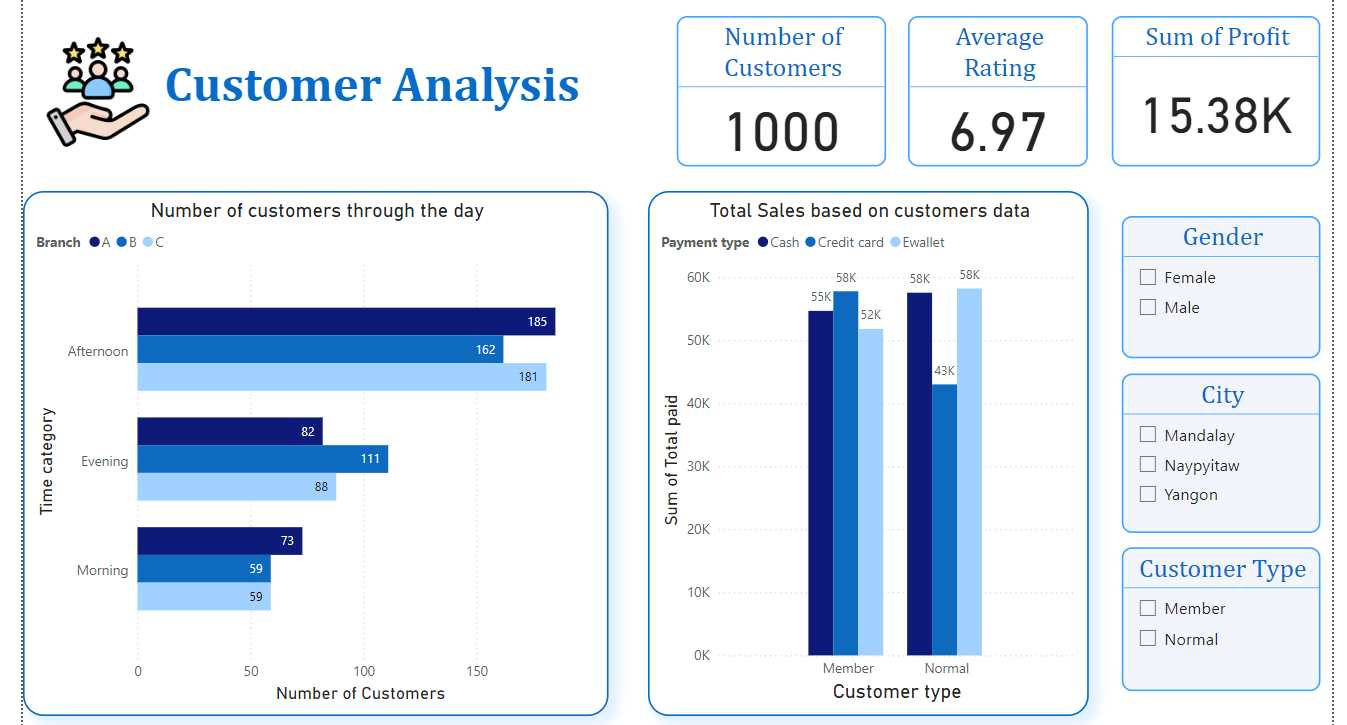 Customer Analysis
Number of
Customers
1000
Average
Rating
6.97
Sum of Profit
15.38K
Number of customers through the day
Branch A B C
Time category
Afternoon
185
162
181
Evening
82
111
88
Morning
73
59
59
0 50 100 150
Number of Customers
Total Sales based on customers data
Payment type Cash Credit card Ewallet
Sum of Total paid
60K
50K
40K
30K
20K
10K
0K
55K 58K 52K 58K 43K 58K
Member Normal
Customer type
Gender
Female
Male
City
Mandalay
Naypyitaw
Yangon
Customer Type
Member
Normal